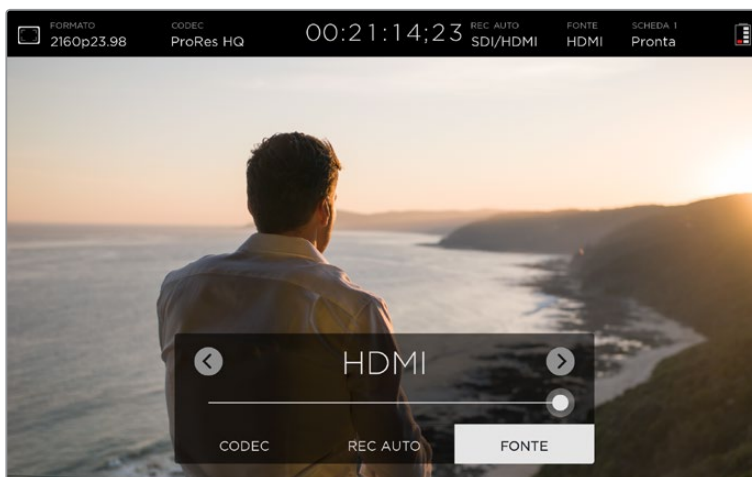 FORMATO CODEC 00:21:14;23 REC AUTO FONTE SCHEDA 1
2160p23.98 ProRes HQ SDI/HDMI HDMI Pronta
HDMI
CODEC REC AUTO FONTE